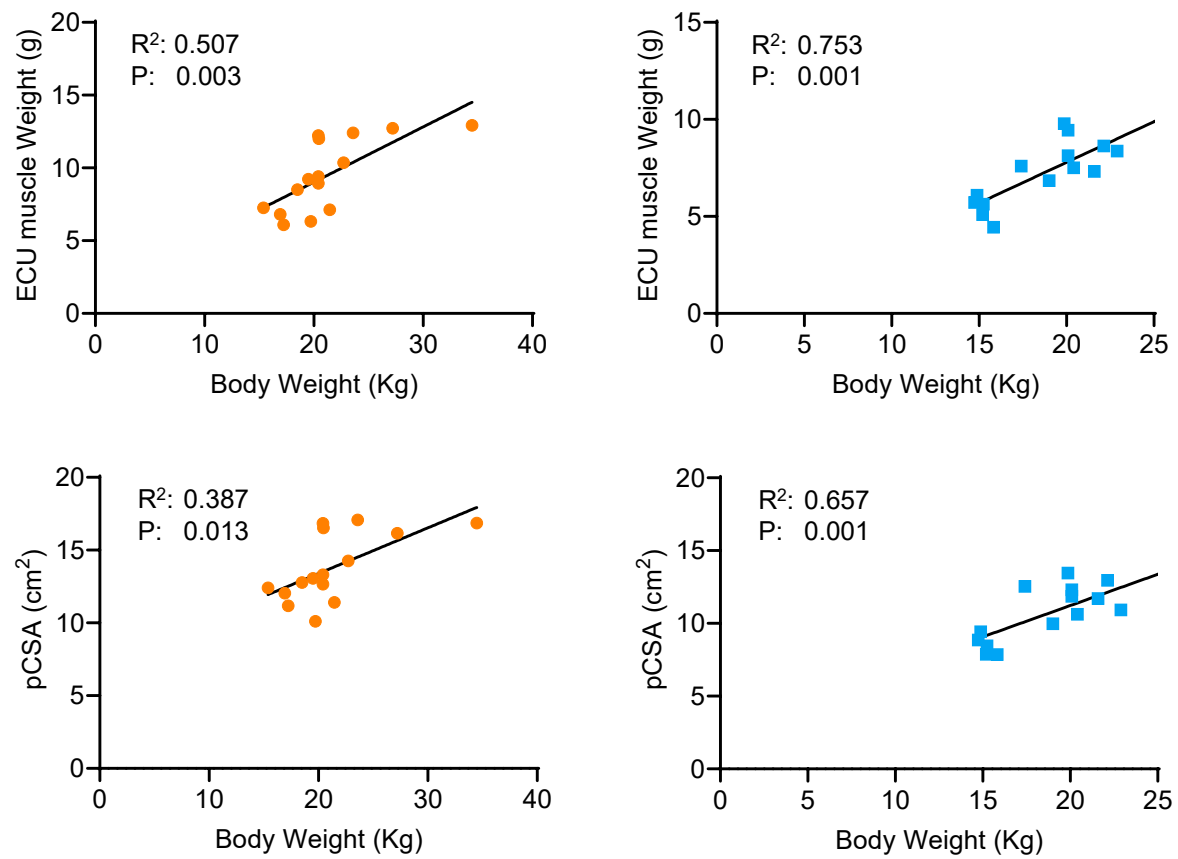 R²: 0.507
P: 0.003
ECU muscle Weight (g)
20
15
10
5
0
0 10 20 30 40
Body Weight (Kg)
R²: 0.753
P: 0.001
ECU muscle Weight (g)
15
10
5
0
0 5 10 15 20 25
Body Weight (Kg)
R²: 0.387
P: 0.013
pCSA (cm²)
20
15
10
5
0
0 10 20 30 40
Body Weight (Kg)
R²: 0.657
P: 0.001
pCSA (cm²)
20
15
10
5
0
0 5 10 15 20 25
Body Weight (Kg)